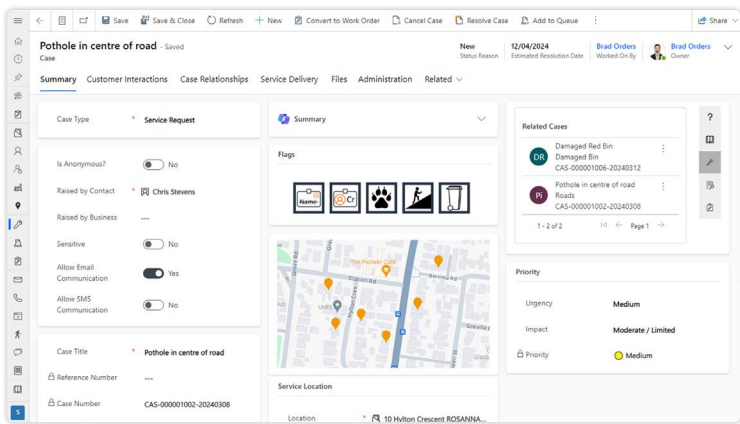 Save
Save & Close
Refresh
New
Convert to Work Order
Cancel Case
Resolve Case
Add to Queue
Share
Pothole in centre of road - Saved
Case
New
Status Reason
12/04/2024
Estimated Resolution Date
Brad Orders
Worked On By
Brad Orders
Owner
Summary
Customer Interactions
Case Relationships
Service Delivery
Files
Administration
Related
Case Type * Service Request
Is Anonymous? No
Raised by Contact * Chris Stevens
Raised by Business ---
Sensitive No
Allow Email
Communication
Yes
Allow SMS
Communication
No
Case Title * Pothole in centre of road
Reference Number ---
Case Number CAS-000001002-20240308
Summary
Flags
Name
Cr
The Flower Cafe
Station Rd
Service Location
Location * 10 Hylton Crescent ROSANNA...
Related Cases
DR
Damaged Red Bin
Damaged Bin
CAS-000001006-20240312
Pi
Pothole in centre of road
Roads
CAS-000001002-20240308
1 - 2 of 2
Page 1
?
Priority
Urgency Medium
Impact Moderate / Limited
Priority Medium
S